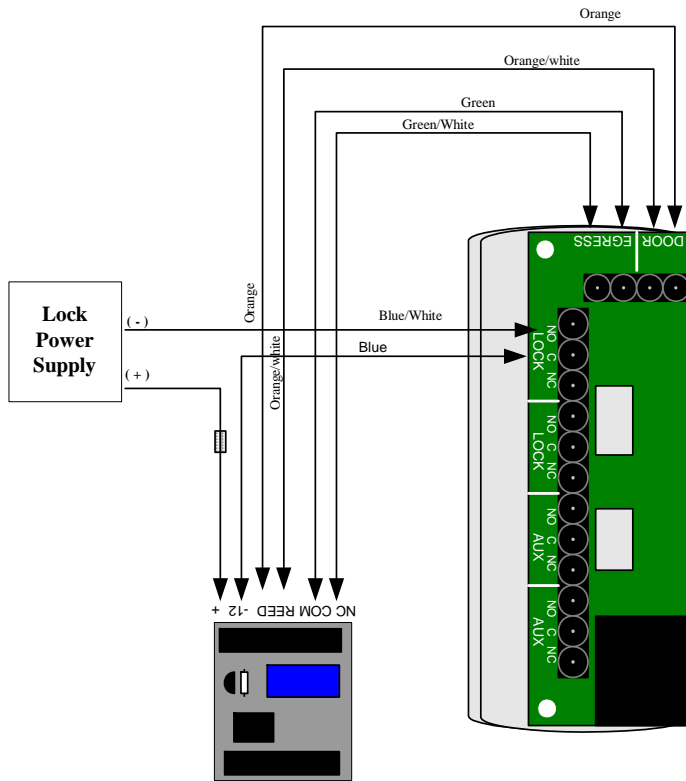 Orange
Orange/white
Green
Green/White
EGRESS
DOOR
Lock
Power
Supply
( - )
( + )
Orange
Orange/white
Blue/White
Blue
NO C NC
LOCK
NO C NC
LOCK
NO C NC
AUX
NO C NC
AUX
+ -12 REED COM NC